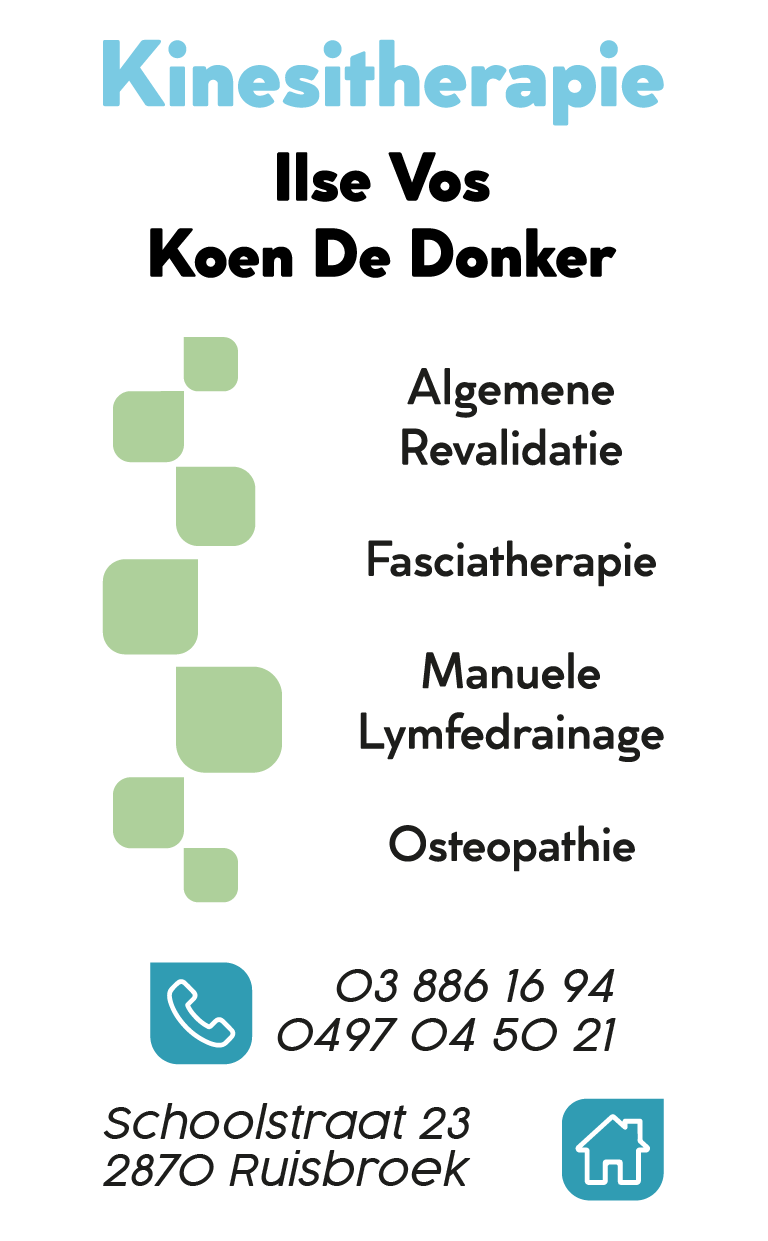 Kinesitherapie
Ilse Vos
Koen De Donker
Algemene
Revalidatie
Fasciatherapie
Manuele
Lymfedrainage
Osteopathie
03 886 16 94
0497 04 50 21
Schoolstraat 23
2870 Ruisbroek